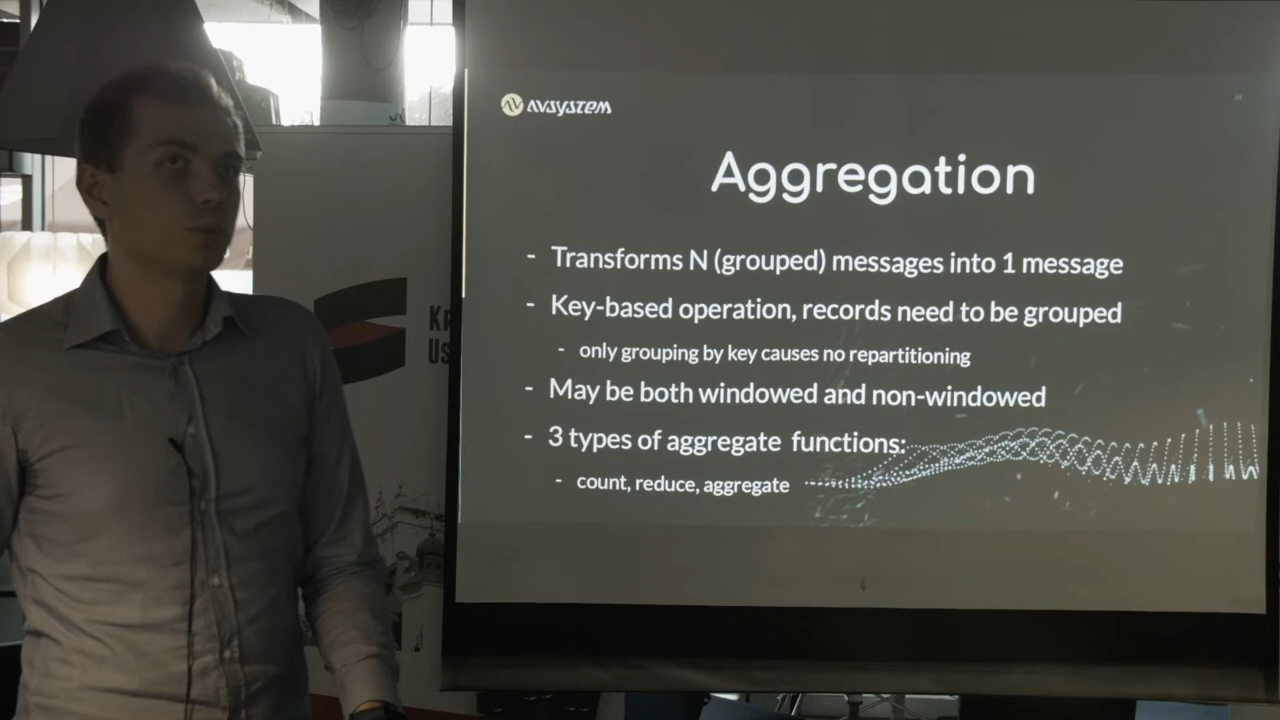 AVSYSTEM
Aggregation
- Transforms N (grouped) messages into 1 message
- Key-based operation, records need to be grouped
- only grouping by key causes no repartitioning
- May be both windowed and non-windowed
- 3 types of aggregate functions:
- count, reduce, aggregate